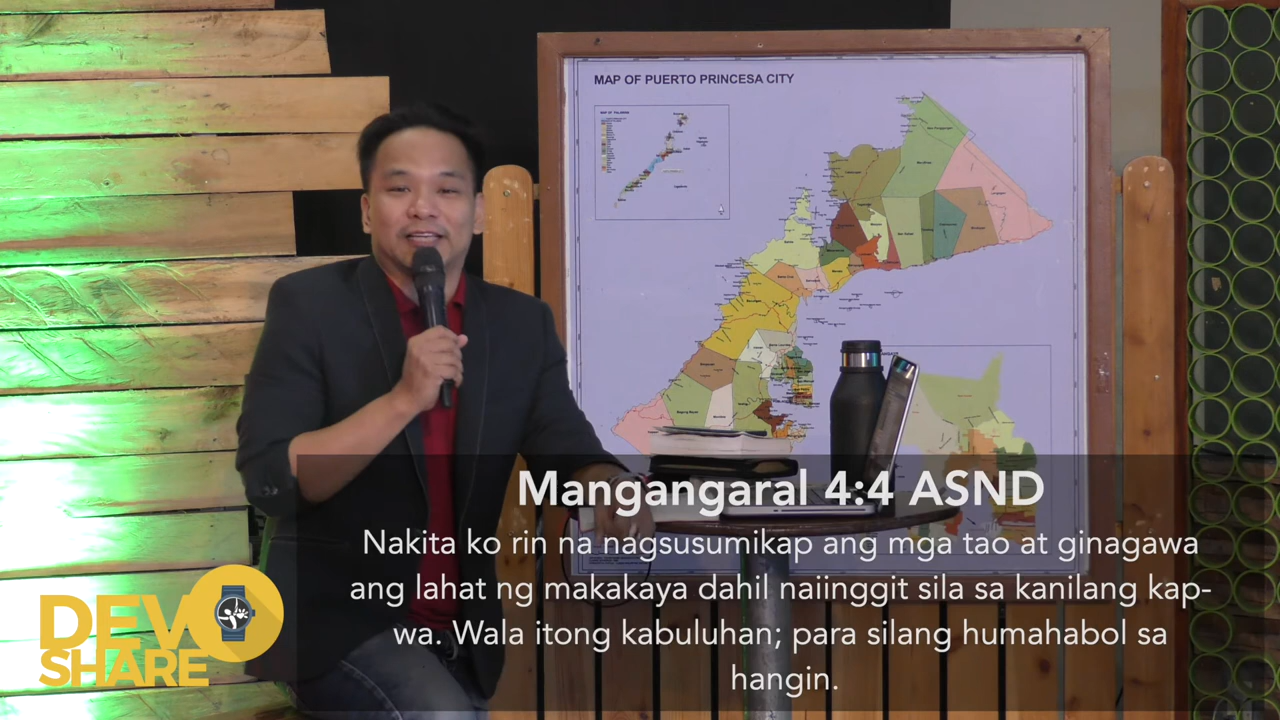 MAP OF PUERTO PRINCESA CITY
Mangangaral 4:4 ASND
Nakita ko rin na nagsusumikap ang mga tao at ginagawa
ang lahat ng makakaya dahil naiinggit sila sa kanilang kap-
wa. Wala itong kabuluhan; para silang humahabol sa
hangin.
DEVO
SHARE